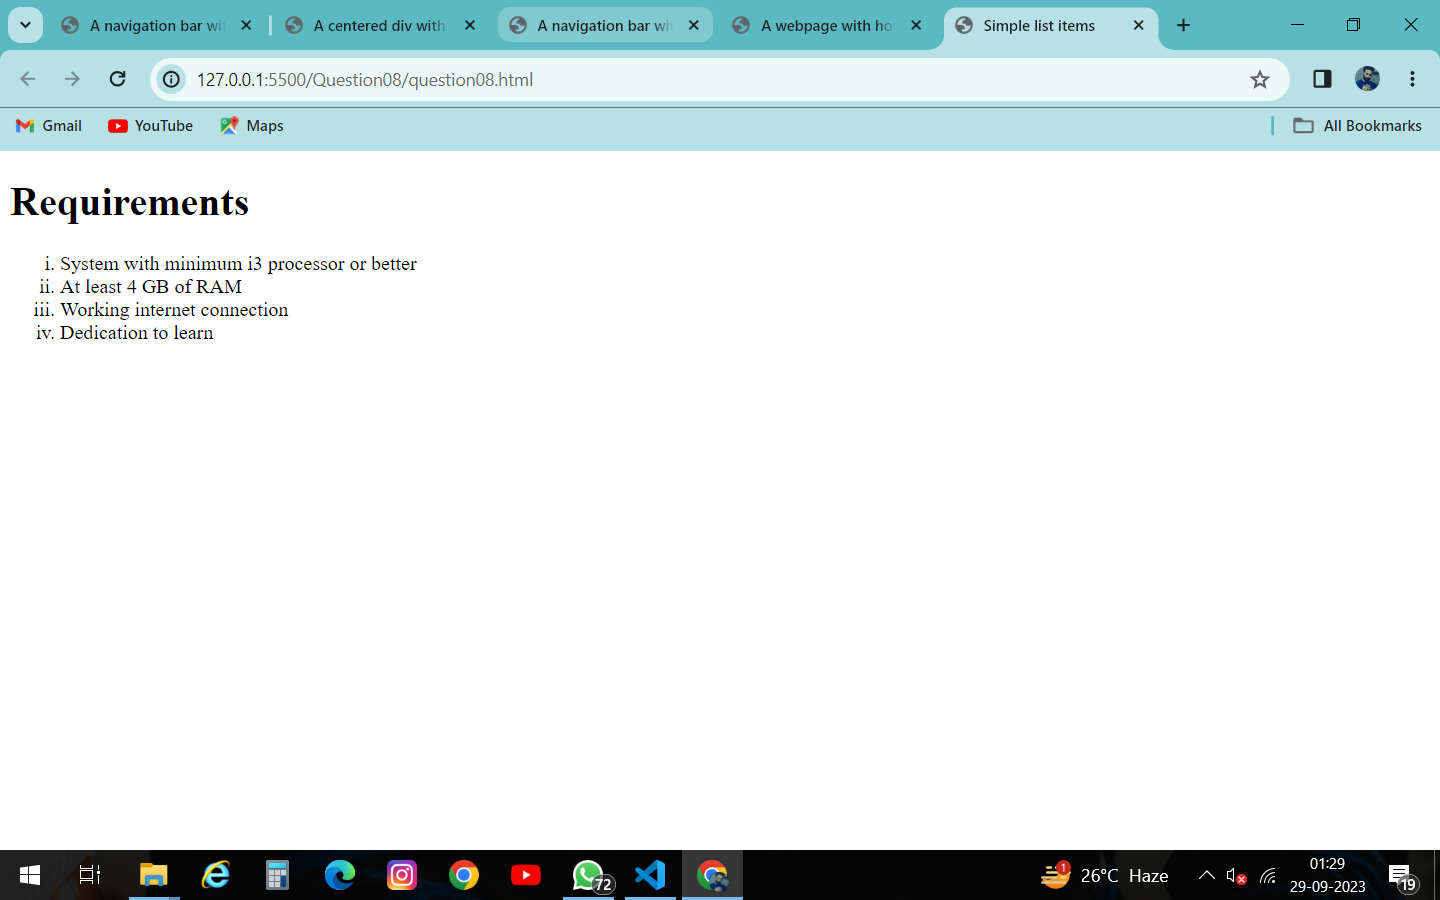 A navigation bar wi
A centered div with
A navigation bar wi
A webpage with ho
Simple list items
127.0.0.1:5500/Question08/question08.html
Gmail
YouTube
Maps
All Bookmarks
Requirements
i. System with minimum i3 processor or better
ii. At least 4 GB of RAM
iii. Working internet connection
iv. Dedication to learn
72
1
26°C Haze
01:29
29-09-2023
19